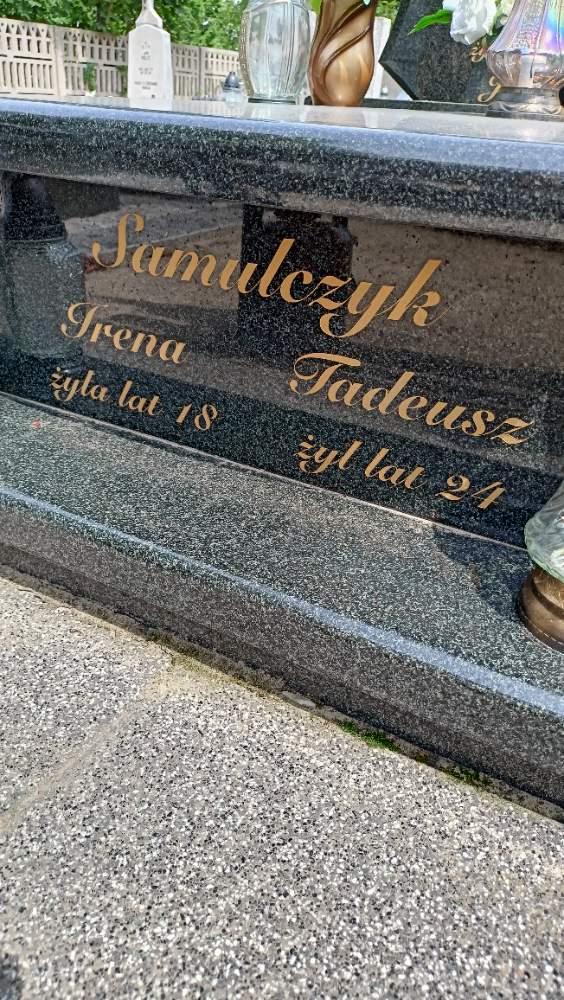 Samulczyk
Irena
żyła lat 18
Tadeusz
żył lat 24